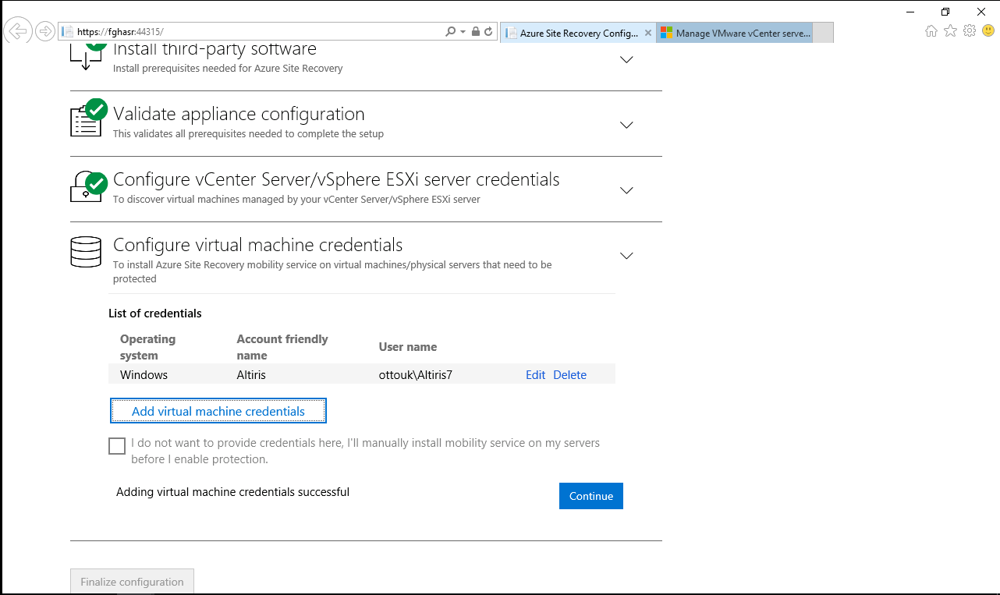 https://fghasr:44315/
Azure Site Recovery Config...
Manage VMware vCenter serve...
Install third-party software
Install prerequisites needed for Azure Site Recovery
Validate appliance configuration
This validates all prerequisites needed to complete the setup
Configure vCenter Server/vSphere ESXi server credentials
To discover virtual machines managed by your vCenter Server/vSphere ESXi server
Configure virtual machine credentials
To install Azure Site Recovery mobility service on virtual machines/physical servers that need to be
protected
List of credentials
Operating system
Account friendly name
User name
Windows Altiris ottouk\Altiris7 Edit Delete
Add virtual machine credentials
I do not want to provide credentials here, I'll manually install mobility service on my servers
before I enable protection.
Adding virtual machine credentials successful
Continue
Finalize configuration